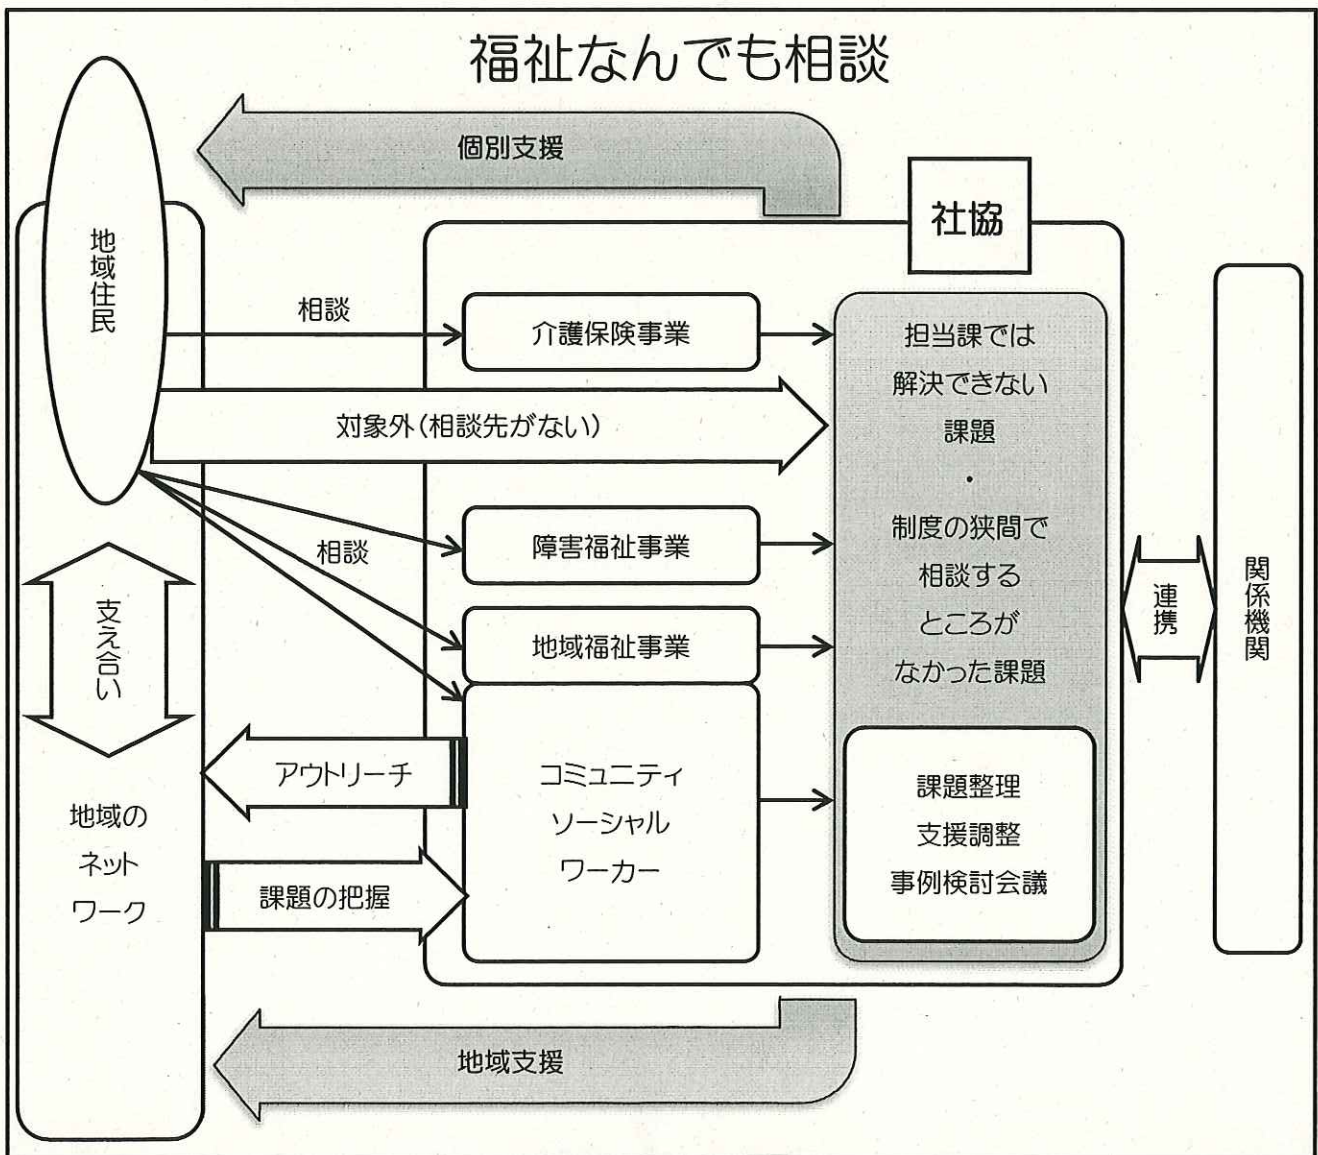 福祉なんでも相談
個別支援
社協
地域住民
相談
介護保険事業
対象外(相談先がない)
相談
障害福祉事業
地域福祉事業
コミュニティ
ソーシャル
ワーカー
担当課では
解決できない
課題
・
制度の狭間で
相談する
ところが
なかった課題
課題整理
支援調整
事例検討会議
連携
関係機関
支え合い
アウトリーチ
課題の把握
地域の
ネット
ワーク
地域支援